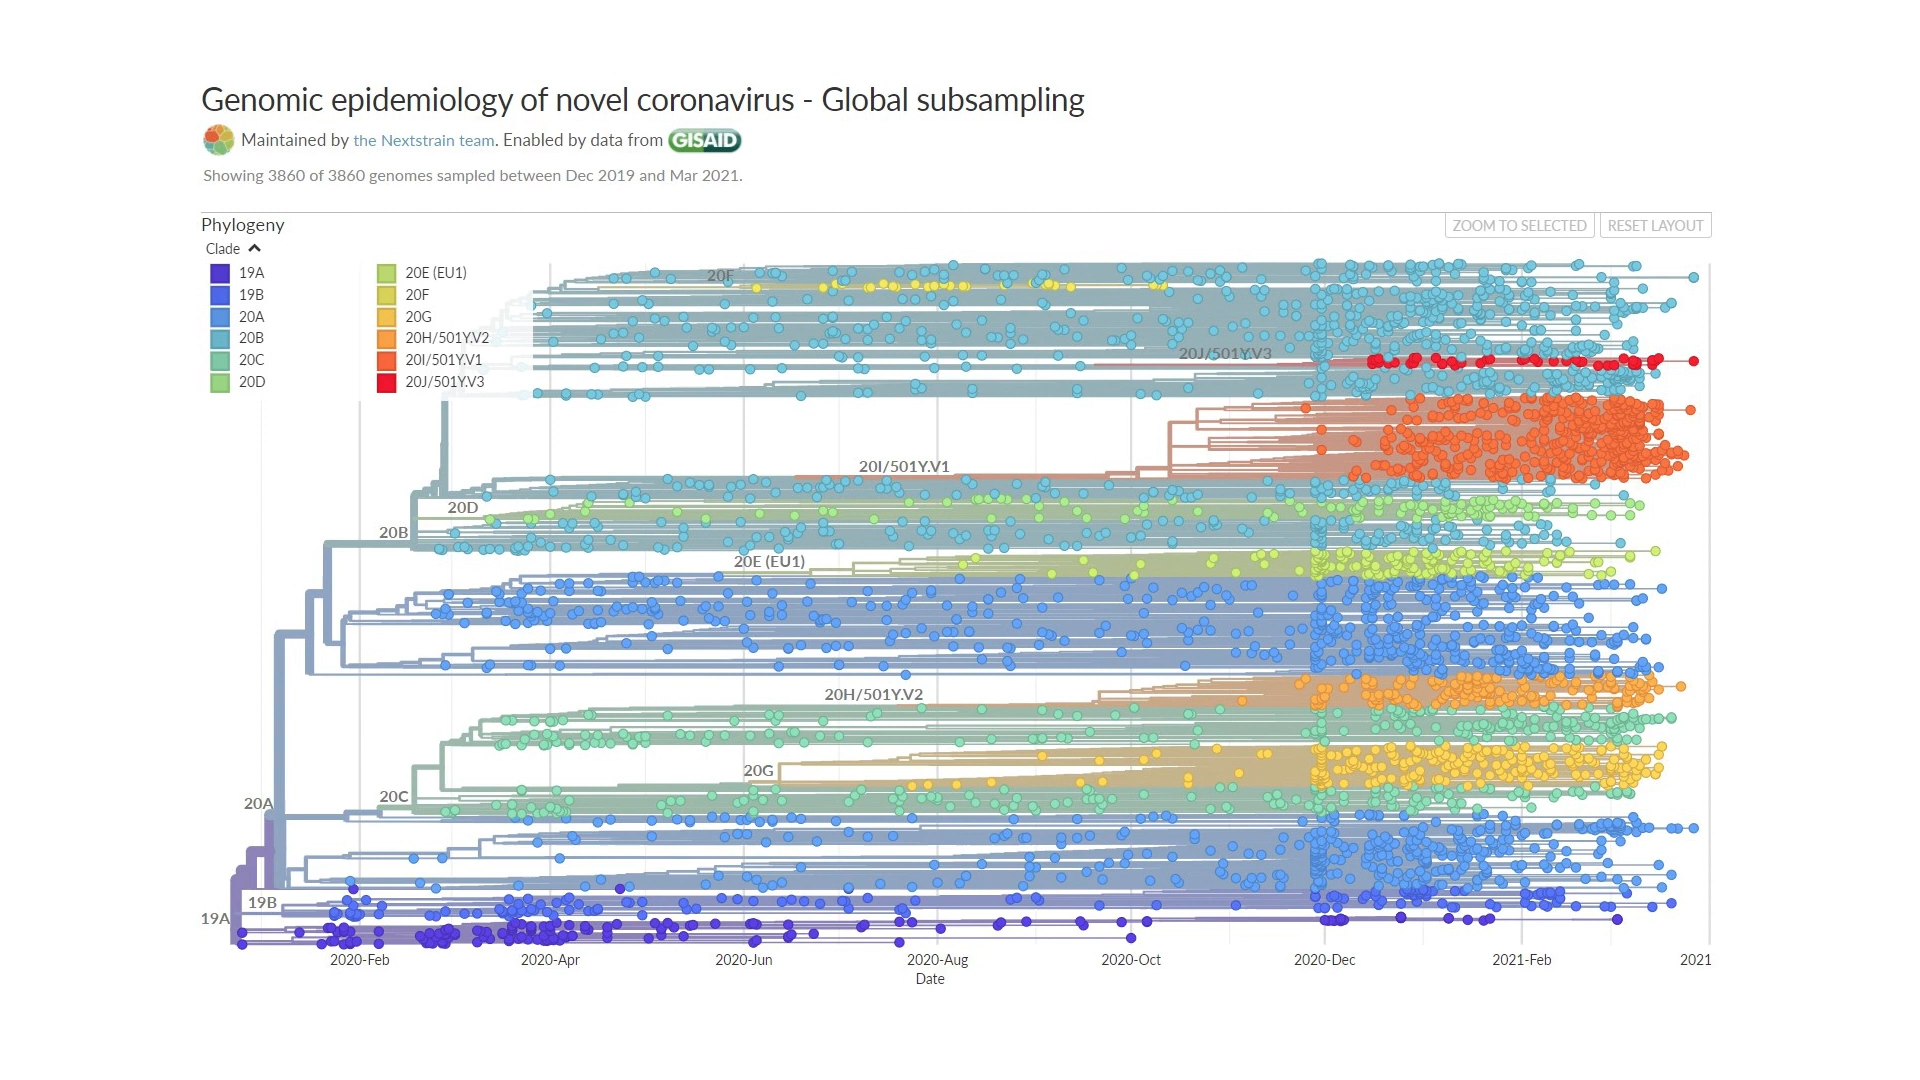 Genomic epidemiology of novel coronavirus - Global subsampling
Maintained by the Nextstrain team. Enabled by data from GISAID
Showing 3860 of 3860 genomes sampled between Dec 2019 and Mar 2021.
Phylogeny
ZOOM TO SELECTED
RESET LAYOUT
Clade
19A
19B
20A
20B
20C
20D
20E (EU1)
20F
20G
20H/501Y.V2
20I/501Y.V1
20J/501Y.V3
20F
20J/501Y.V3
20I/501Y.V1
20D
20B
20E (EU1)
20H/501Y.V2
20G
20C
20A
19B
19A
2020-Feb
2020-Apr
2020-Jun
2020-Aug
2020-Oct
2020-Dec
2021-Feb
2021
Date